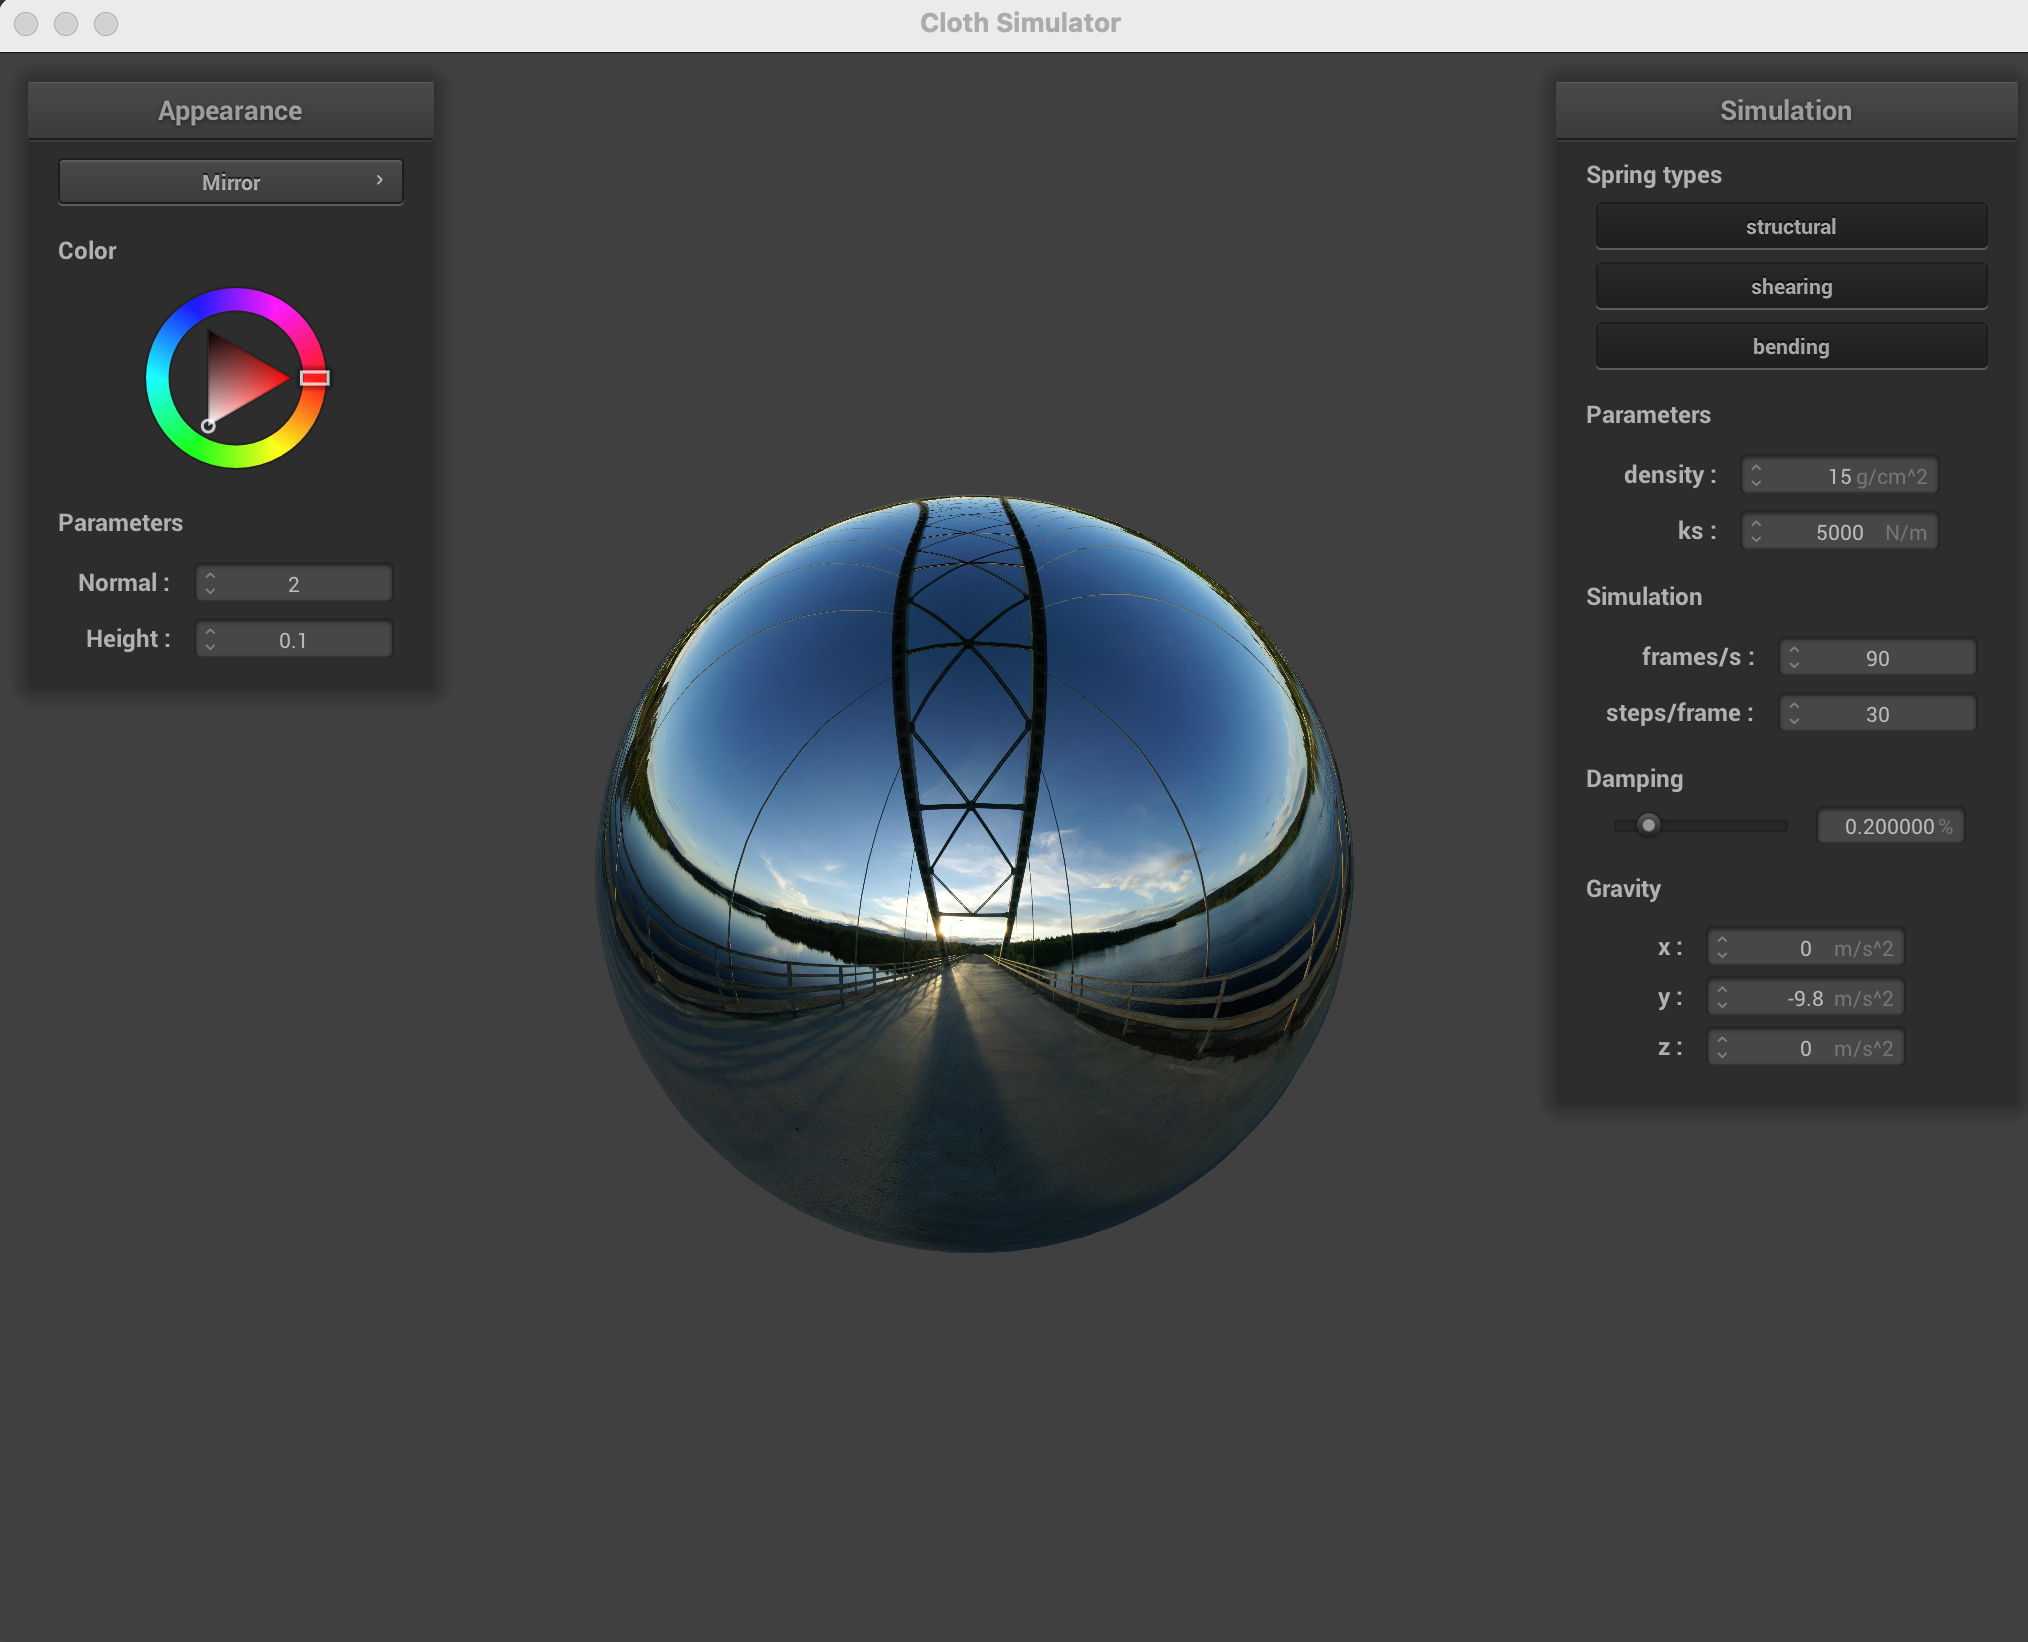 Cloth Simulator
Appearance
Mirror
Color
Parameters
Normal : 2
Height : 0.1
Simulation
Spring types
structural
shearing
bending
Parameters
density : 15 g/cm^2
ks : 5000 N/m
Simulation
frames/s : 90
steps/frame : 30
Damping
0.200000 %
Gravity
x : 0 m/s^2
y : -9.8 m/s^2
z : 0 m/s^2